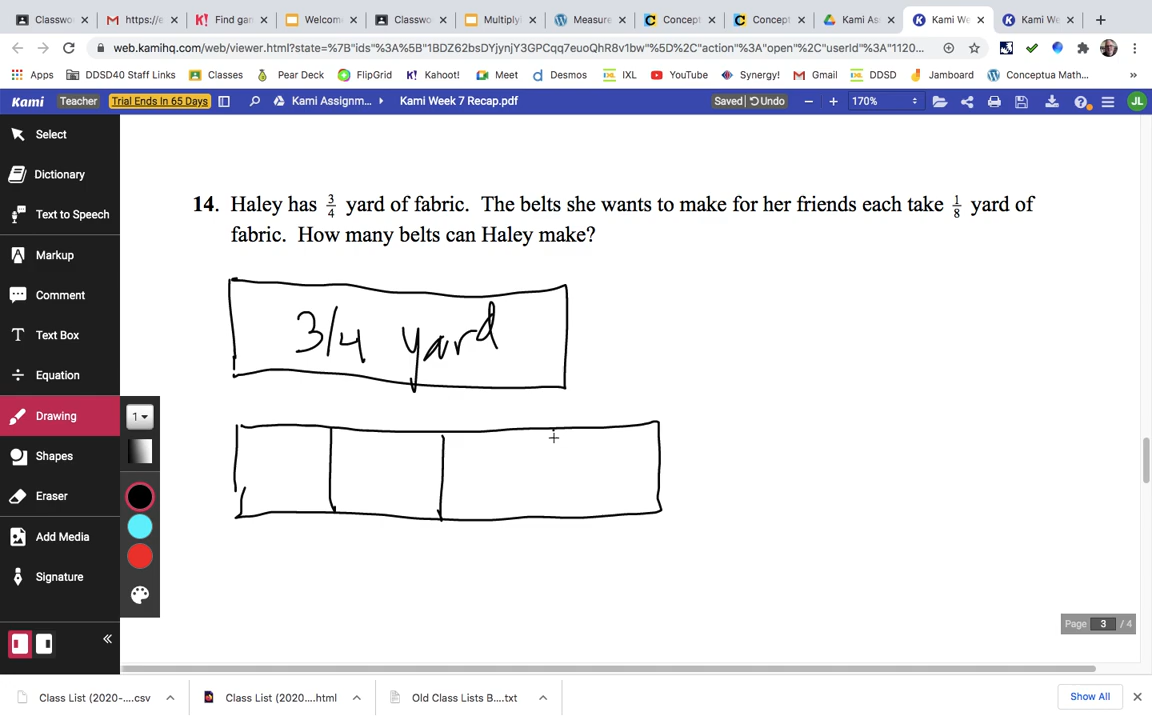 Classwo × https://e × Find gan × Welcom × Classwo × Multiply × Measure × Concept × Concept × Kami As × Kami We × Kami We × +
web.kamihq.com/web/viewer.html?state=%7B"ids"%3A%5B"1BDZ62bsDYjynjY3GPCqq7euoQhR8v1bw"%5D%2C"action"%3A"open"%2C"userId"%3A"1120...
Apps DDSD40 Staff Links Classes Pear Deck FlipGrid K! Kahoot! Meet d Desmos IXL YouTube Synergy! Gmail DDSD Jamboard Conceptua Math... »
Kami Teacher Trial Ends In 65 Days Kami Assignm... Kami Week 7 Recap.pdf Saved Undo − + 170% JL
Select
Dictionary
Text to Speech
Markup
Comment
Text Box
Equation
Drawing
Shapes
Eraser
Add Media
Signature
1
14. Haley has 3/4 yard of fabric. The belts she wants to make for her friends each take 1/8 yard of
fabric. How many belts can Haley make?
3/4 yard
Page 3 / 4
Class List (2020-....csv Class List (2020....html Old Class Lists B....txt Show All ×